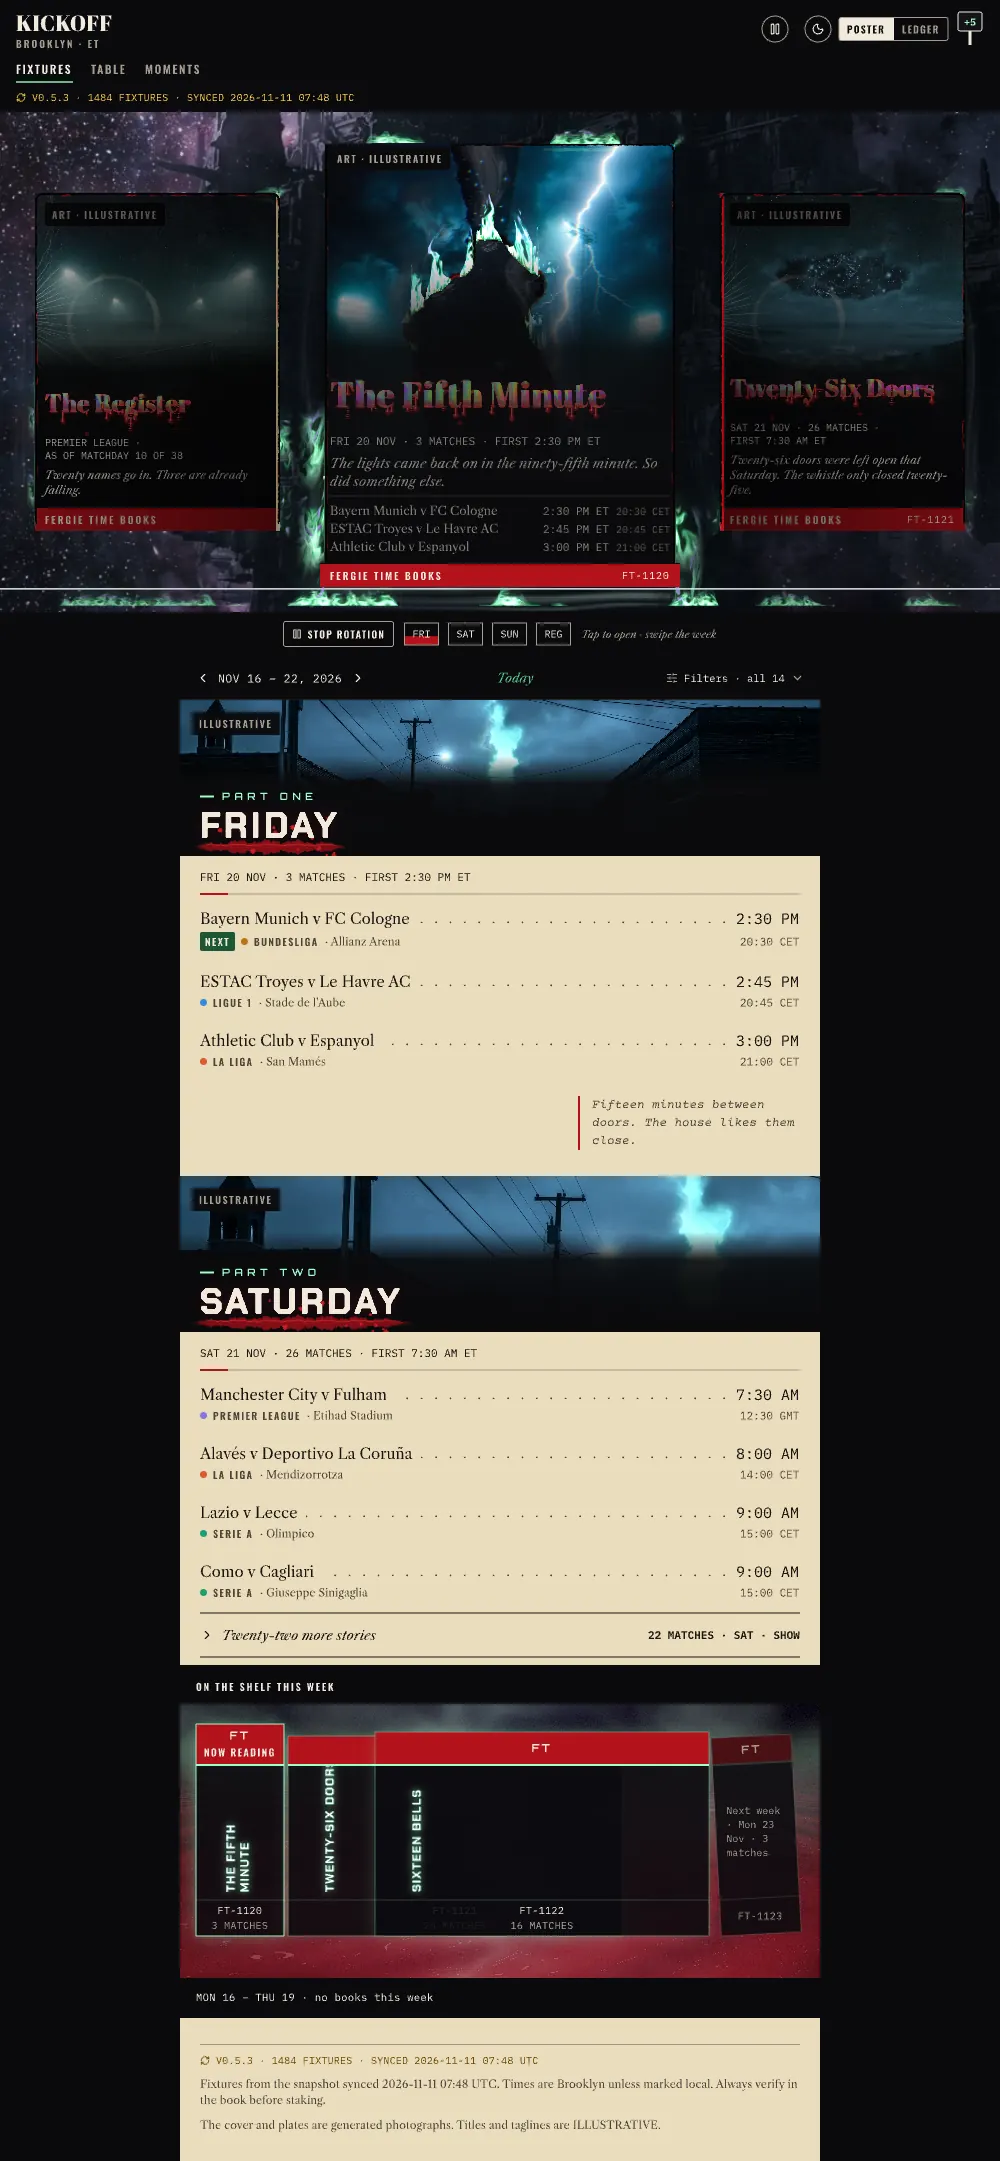 KICKOFF
BROOKLYN · ET
POSTER
LEDGER
+5
FIXTURES
TABLE
MOMENTS
V0.5.3 · 1484 FIXTURES · SYNCED 2026-11-11 07:48 UTC
ART · ILLUSTRATIVE
The Register
PREMIER LEAGUE ·
AS OF MATCHDAY 10 OF 38
Twenty names go in. Three are already
falling.
FERGIE TIME BOOKS
ART · ILLUSTRATIVE
The Fifth Minute
FRI 20 NOV · 3 MATCHES · FIRST 2:30 PM ET
The lights came back on in the ninety-fifth minute. So
did something else.
Bayern Munich v FC Cologne 2:30 PM ET 20:30 CET
ESTAC Troyes v Le Havre AC 2:45 PM ET 20:45 CET
Athletic Club v Espanyol 3:00 PM ET 21:00 CET
FERGIE TIME BOOKS FT-1120
ART · ILLUSTRATIVE
Twenty-Six Doors
SAT 21 NOV · 26 MATCHES ·
FIRST 7:30 AM ET
Twenty-six doors were left open that
Saturday. The whistle only closed twenty-
five.
FERGIE TIME BOOKS FT-1121
STOP ROTATION
FRI
SAT
SUN
REG
Tap to open · swipe the week
NOV 16 – 22, 2026
Today
Filters · all 14
ILLUSTRATIVE
PART ONE
FRIDAY
FRI 20 NOV · 3 MATCHES · FIRST 2:30 PM ET
Bayern Munich v FC Cologne 2:30 PM
NEXT BUNDESLIGA · Allianz Arena 20:30 CET
ESTAC Troyes v Le Havre AC 2:45 PM
LIGUE 1 · Stade de l'Aube 20:45 CET
Athletic Club v Espanyol 3:00 PM
LA LIGA · San Mamés 21:00 CET
Fifteen minutes between
doors. The house likes them
close.
ILLUSTRATIVE
PART TWO
SATURDAY
SAT 21 NOV · 26 MATCHES · FIRST 7:30 AM ET
Manchester City v Fulham 7:30 AM
PREMIER LEAGUE · Etihad Stadium 12:30 GMT
Alavés v Deportivo La Coruña 8:00 AM
LA LIGA · Mendizorrotza 14:00 CET
Lazio v Lecce 9:00 AM
SERIE A · Olimpico 15:00 CET
Como v Cagliari 9:00 AM
SERIE A · Giuseppe Sinigaglia 15:00 CET
Twenty-two more stories 22 MATCHES · SAT · SHOW
ON THE SHELF THIS WEEK
FT
NOW READING
THE FIFTH
MINUTE
FT-1120
3 MATCHES
TWENTY-SIX DOORS
FT-1121
26 MATCHES
FT
SIXTEEN BELLS
FT-1122
16 MATCHES
FT
Next week
· Mon 23
Nov · 3
matches
FT-1123
MON 16 – THU 19 · no books this week
V0.5.3 · 1484 FIXTURES · SYNCED 2026-11-11 07:48 UTC
Fixtures from the snapshot synced 2026-11-11 07:48 UTC. Times are Brooklyn unless marked local. Always verify in
the book before staking.
The cover and plates are generated photographs. Titles and taglines are ILLUSTRATIVE.